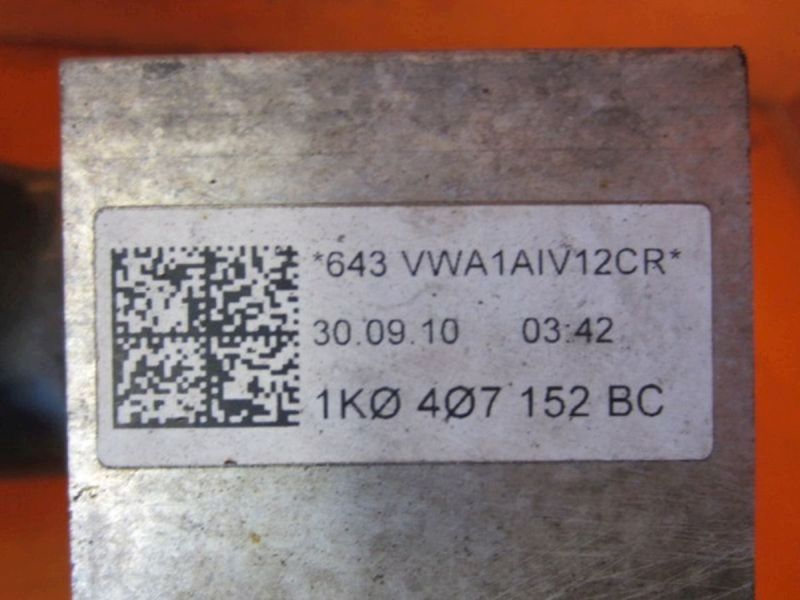 *643 VWA1AIV12CR*
30.09.10 03:42
1KØ 4Ø7 152 BC